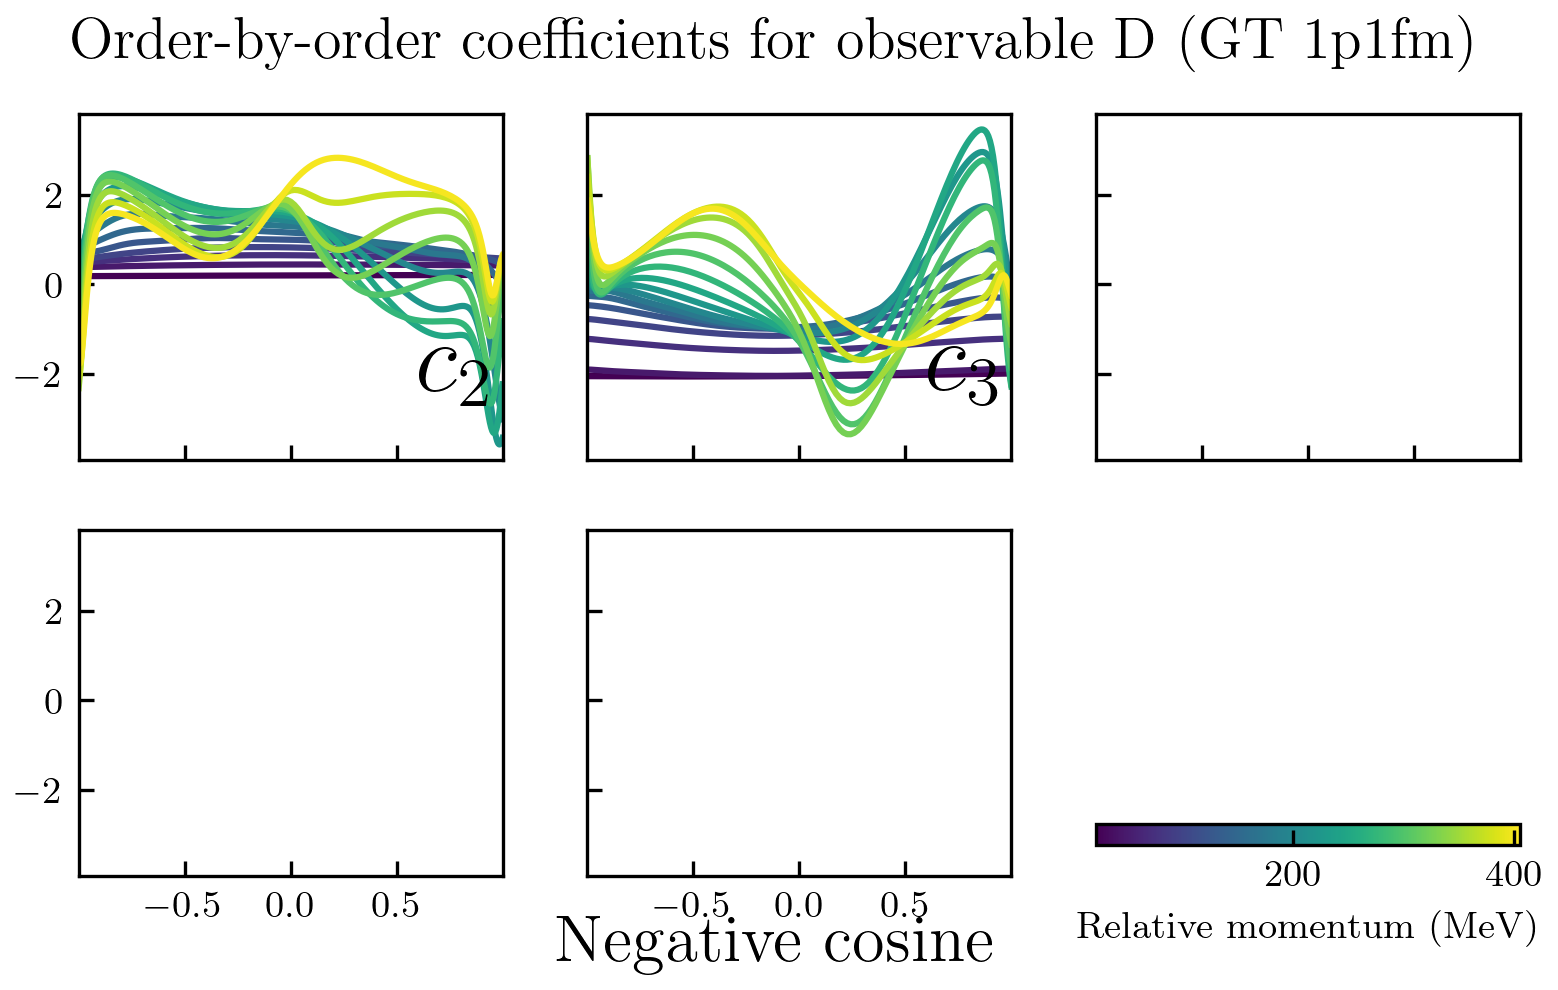 Order-by-order coefficients for observable D (GT 1p1fm)
2
0
−2
c2
c3
2
0
−2
−0.5 0.0 0.5
−0.5 0.0 0.5
Negative cosine
200 400
Relative momentum (MeV)